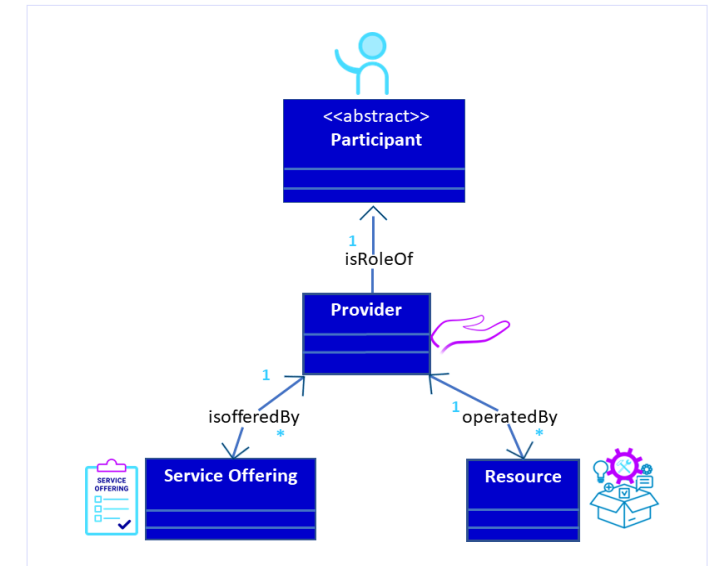 <<abstract>>
Participant
1
isRoleOf
Provider
1
isofferedBy
*
1
operatedBy
*
SERVICE
OFFERING
Service Offering
Resource